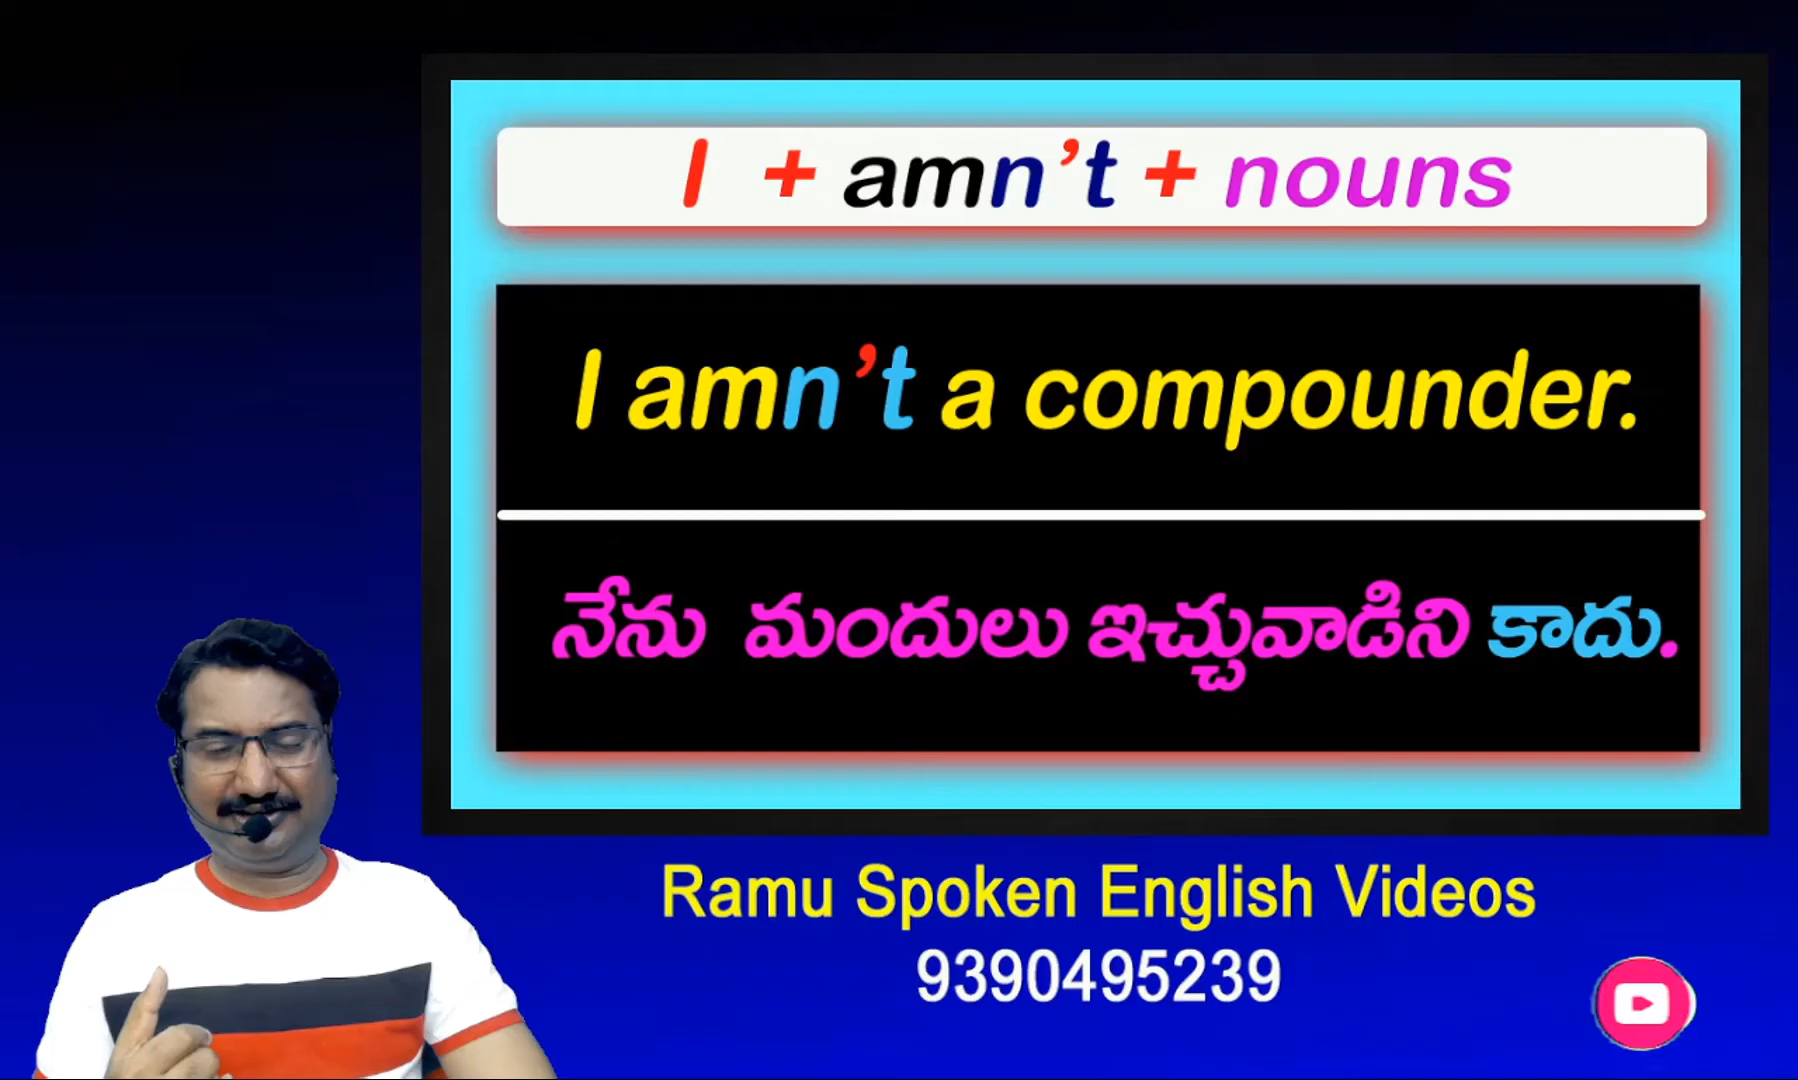 I + amn’t + nouns
I amn’t a compounder.
నేను మందులు ఇచ్చువాడిని కాదు.
Ramu Spoken English Videos
9390495239